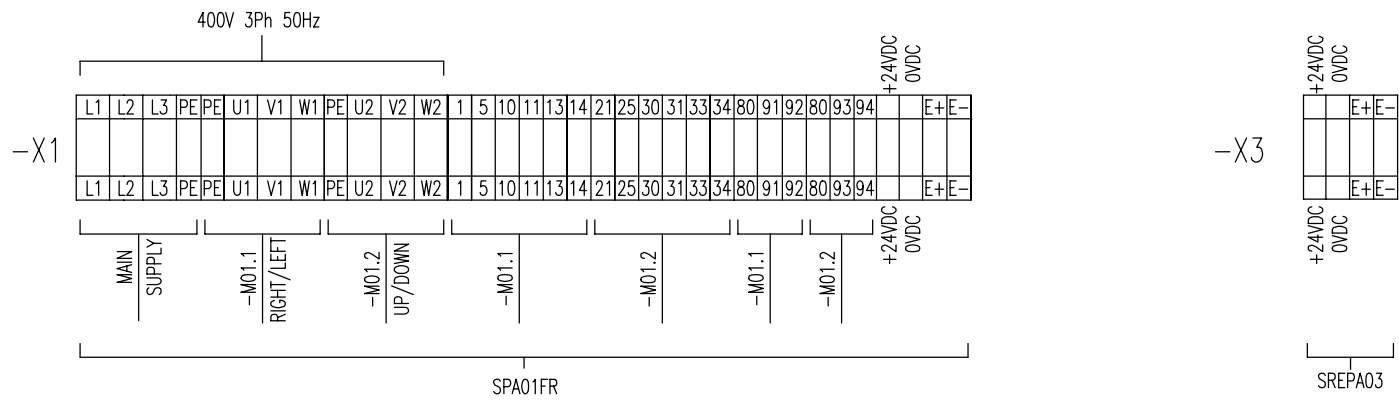 400V 3Ph 50Hz
+24VDC
0VDC
+24VDC
0VDC
L1 L2 L3 PE PE U1 V1 W1 PE U2 V2 W2 1 5 10 11 13 14 21 25 30 31 33 34 80 91 92 80 93 94 E+ E-
E+ E-
-X1
-X3
L1 L2 L3 PE PE U1 V1 W1 PE U2 V2 W2 1 5 10 11 13 14 21 25 30 31 33 34 80 91 92 80 93 94 E+ E-
E+ E-
MAIN
SUPPLY
-M01.1
RIGHT/LEFT
-M01.2
UP/DOWN
-M01.1
-M01.2
-M01.1
-M01.2
+24VDC
0VDC
+24VDC
0VDC
SPA01FR
SREPA03